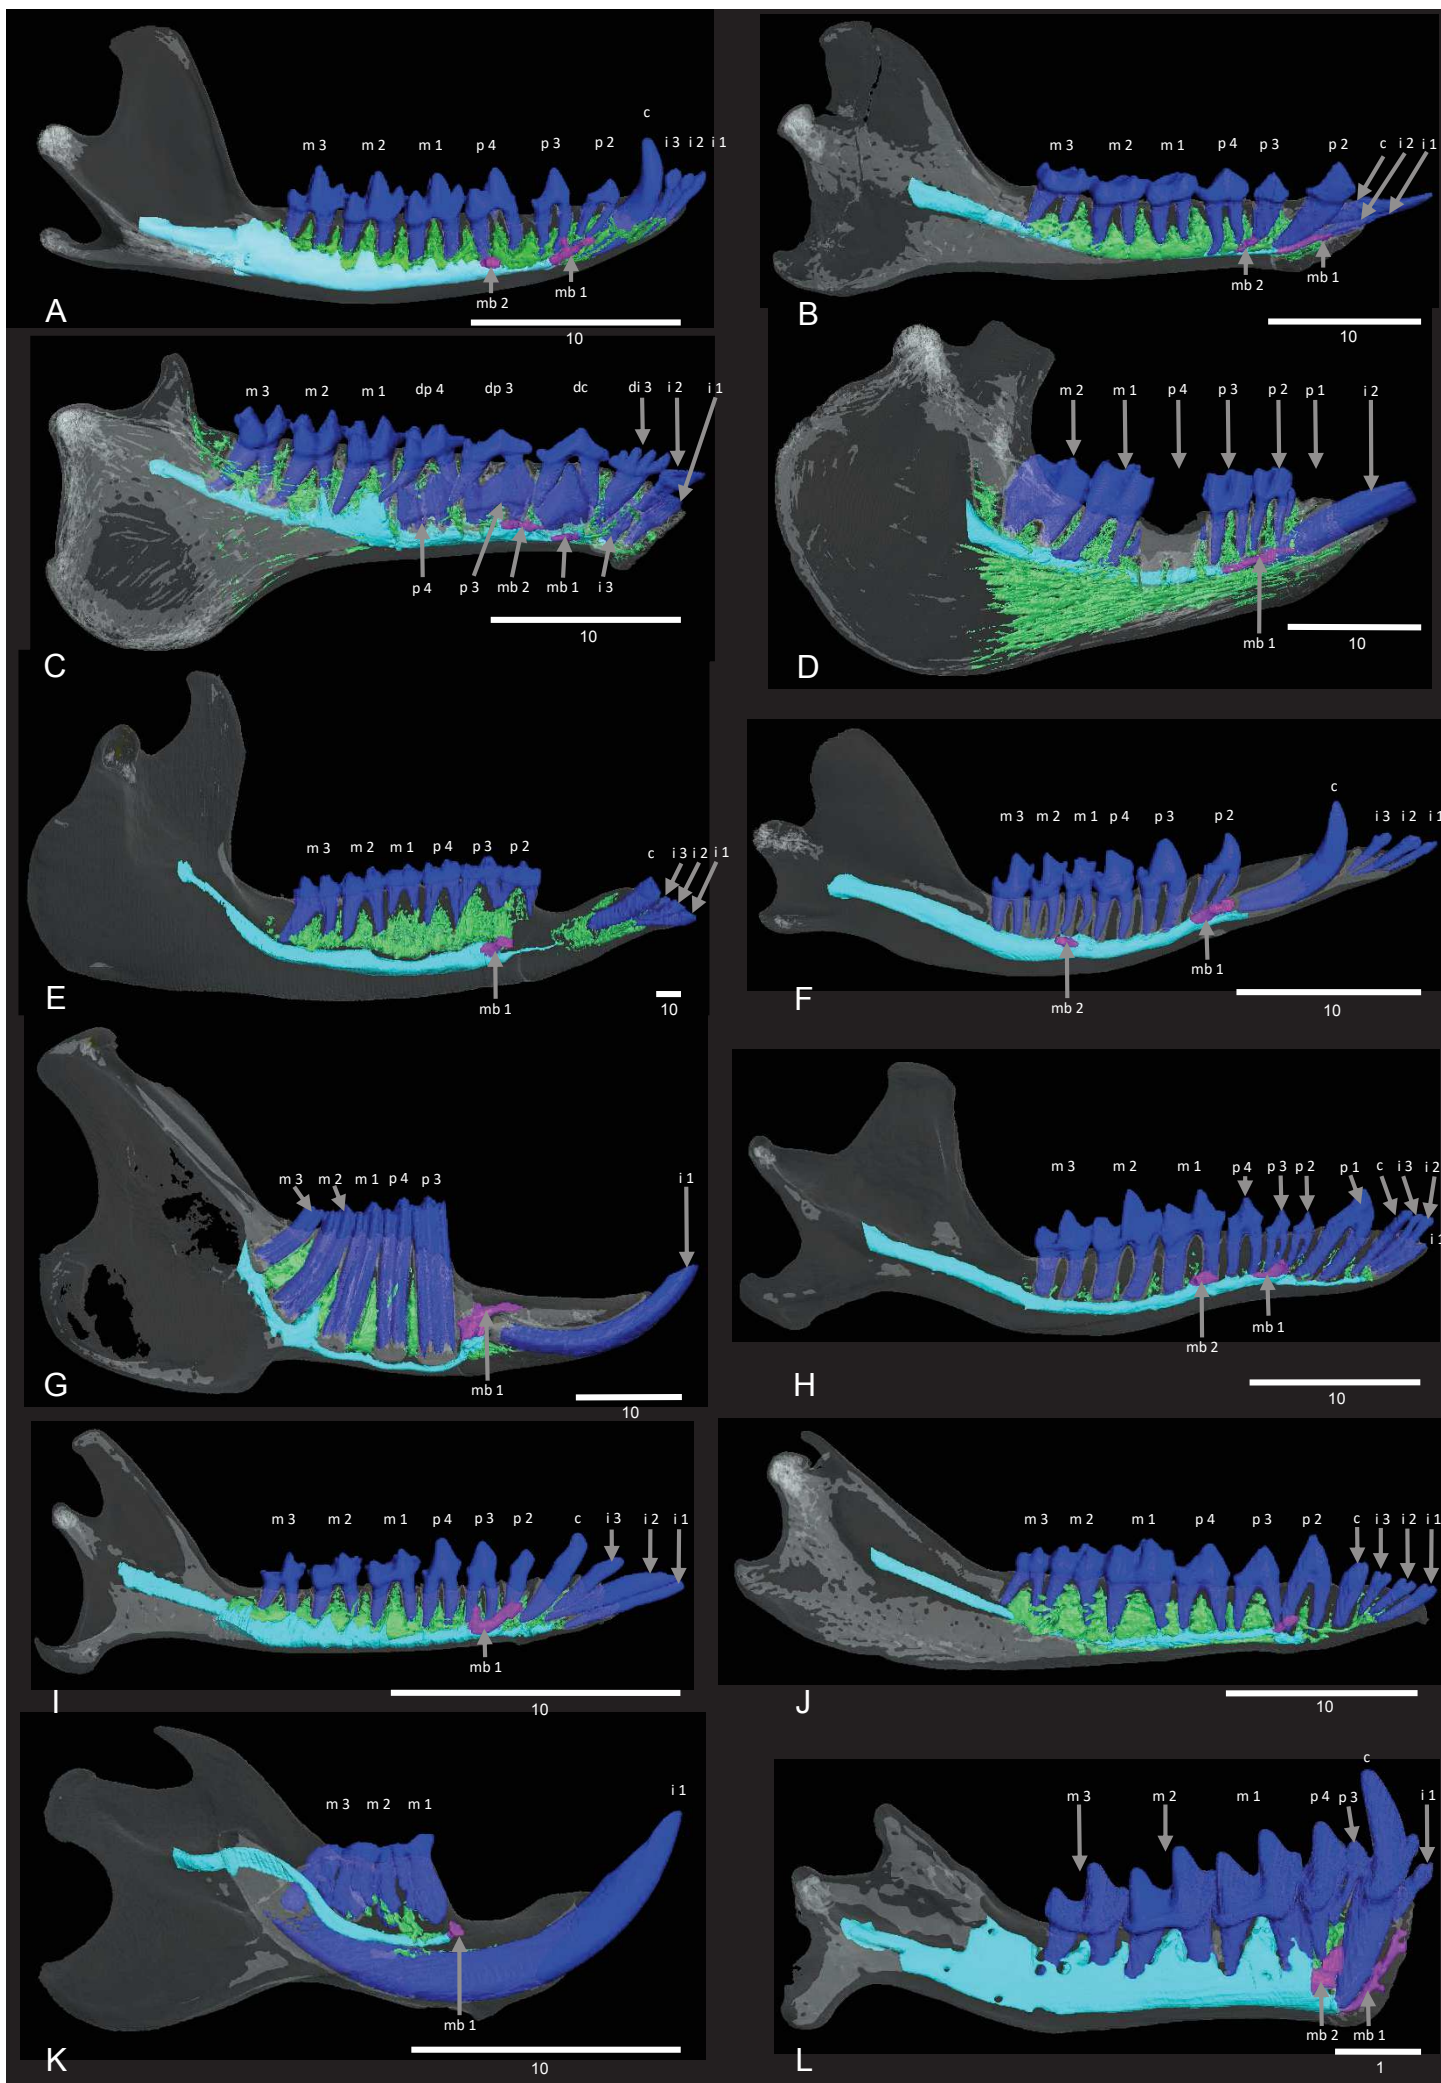 c
m 3 m 2 m 1 p 4 p 3 p 2 i 3 i 2 i 1
mb 2 mb 1
A
10
m 3 m 2 m 1 p 4 p 3 p 2 c i 2 i 1
mb 2 mb 1
B
10
m 3 m 2 m 1 dp 4 dp 3 dc di 3 i 2 i 1
p 4 p 3 mb 2 mb 1 i 3
C
10
m 2 m 1 p 4 p 3 p 2 p 1 i 2
mb 1
D
10
m 3 m 2 m 1 p 4 p 3 p 2 c i 3 i 2 i 1
mb 1
E
10
c
m 3 m 2 m 1 p 4 p 3 p 2 i 3 i 2 i 1
mb 1
mb 2
F
10
m 3 m 2 m 1 p 4 p 3 i 1
mb 1
G
10
m 3 m 2 m 1 p 4 p 3 p 2 p 1 c i 3 i 2
i 1
mb 1
mb 2
H
10
m 3 m 2 m 1 p 4 p 3 p 2 c i 3 i 2 i 1
mb 1
I
10
m 3 m 2 m 1 p 4 p 3 p 2 c i 3 i 2 i 1
J
10
m 3 m 2 m 1 i 1
mb 1
K
10
c
m 3 m 2 m 1 p 4 p 3 i 1
mb 2 mb 1
L
1